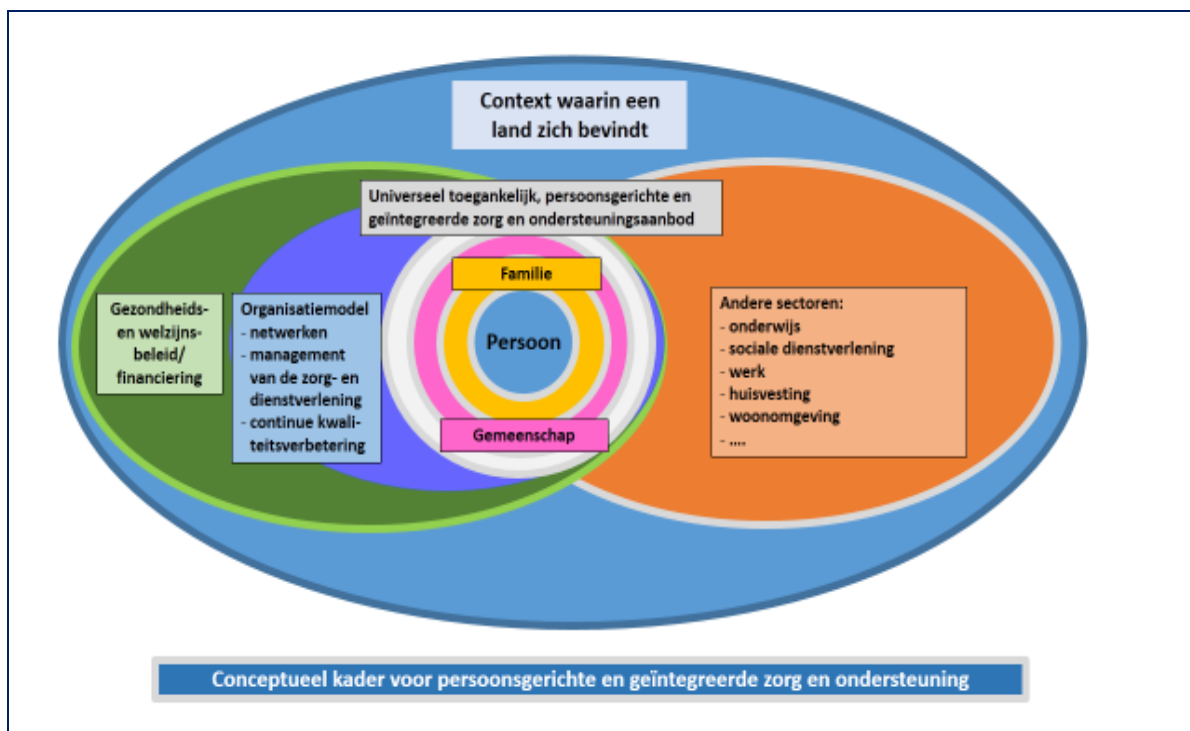 Context waarin een
land zich bevindt
Universeel toegankelijk, persoonsgerichte en
geïntegreerde zorg en ondersteuningsaanbod
Familie
Persoon
Gemeenschap
Gezondheids-
en welzijns-
beleid/
financiering
Organisatiemodel
- netwerken
- management
van de zorg- en
dienstverlening
- continue kwali-
teitsverbetering
Andere sectoren:
- onderwijs
- sociale dienstverlening
- werk
- huisvesting
- woonomgeving
- ....
Conceptueel kader voor persoonsgerichte en geïntegreerde zorg en ondersteuning